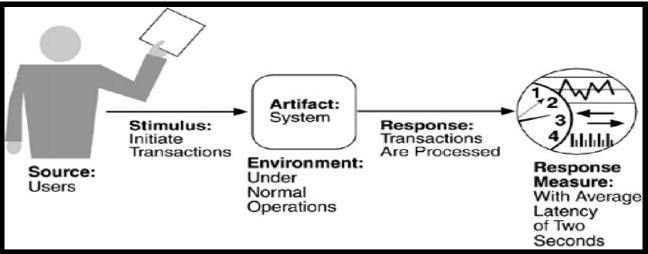 Source:
Users
Stimulus:
Initiate
Transactions
Artifact:
System
Environment:
Under
Normal
Operations
Response:
Transactions
Are Processed
1
2
3
4
Response
Measure:
With Average
Latency
of Two
Seconds